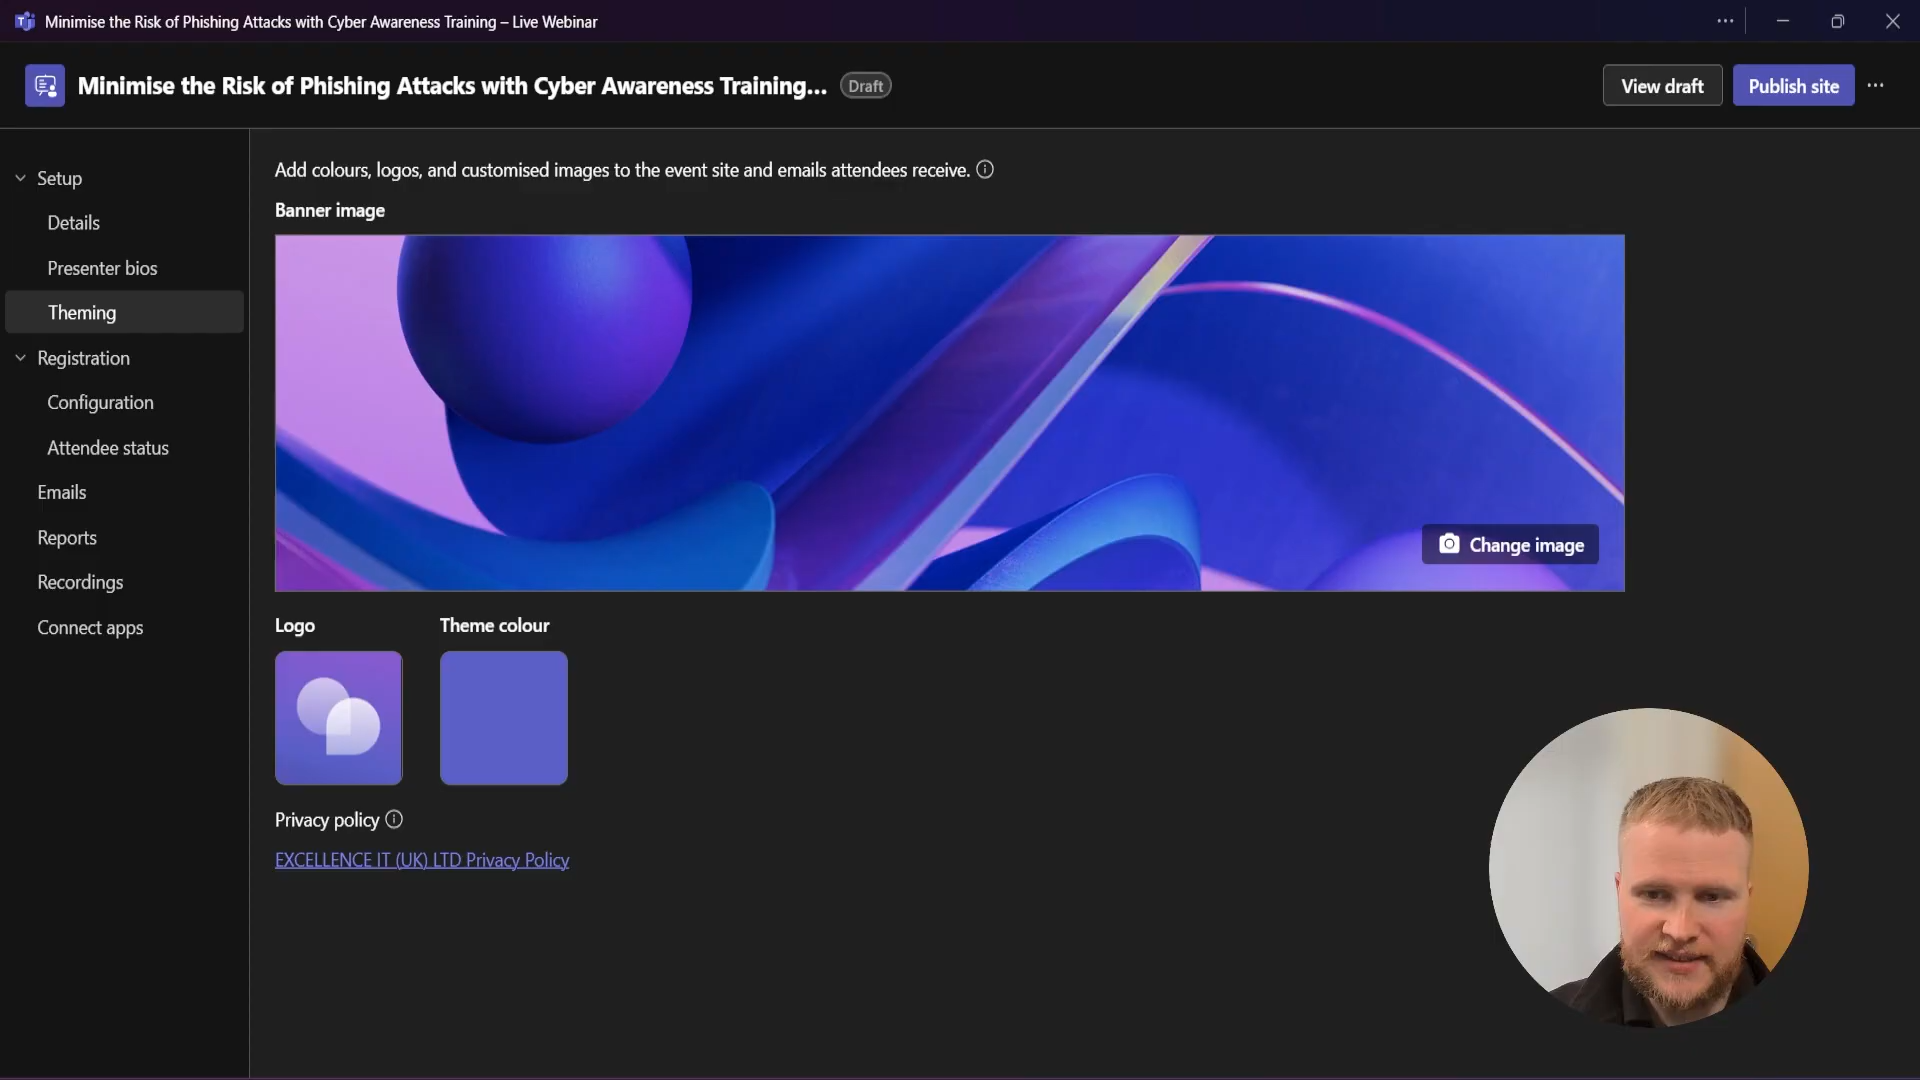 Minimise the Risk of Phishing Attacks with Cyber Awareness Training – Live Webinar
Minimise the Risk of Phishing Attacks with Cyber Awareness Training...
Draft
View draft
Publish site
Setup
Details
Presenter bios
Theming
Registration
Configuration
Attendee status
Emails
Reports
Recordings
Connect apps
Add colours, logos, and customised images to the event site and emails attendees receive.
Banner image
Change image
Logo
Theme colour
Privacy policy
EXCELLENCE IT (UK) LTD Privacy Policy